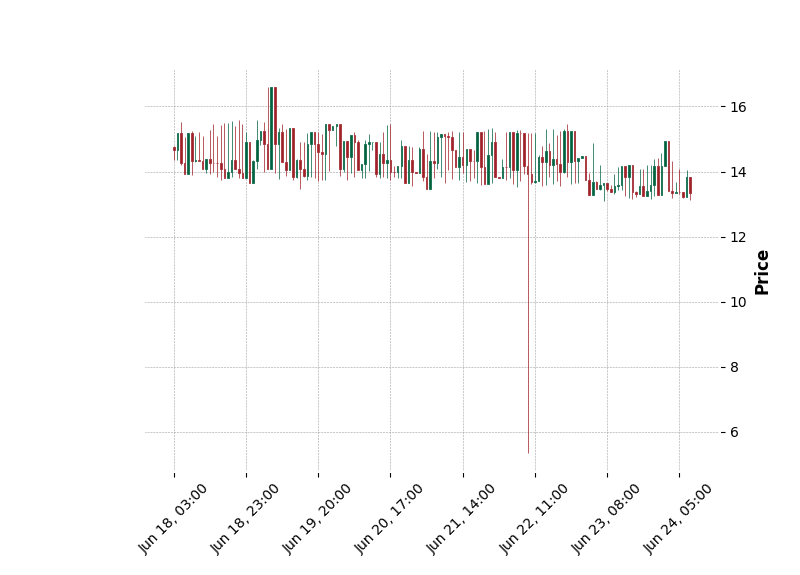 16
14
12
10
8
6
Price
Jun 18, 03:00
Jun 18, 23:00
Jun 19, 20:00
Jun 20, 17:00
Jun 21, 14:00
Jun 22, 11:00
Jun 23, 08:00
Jun 24, 05:00